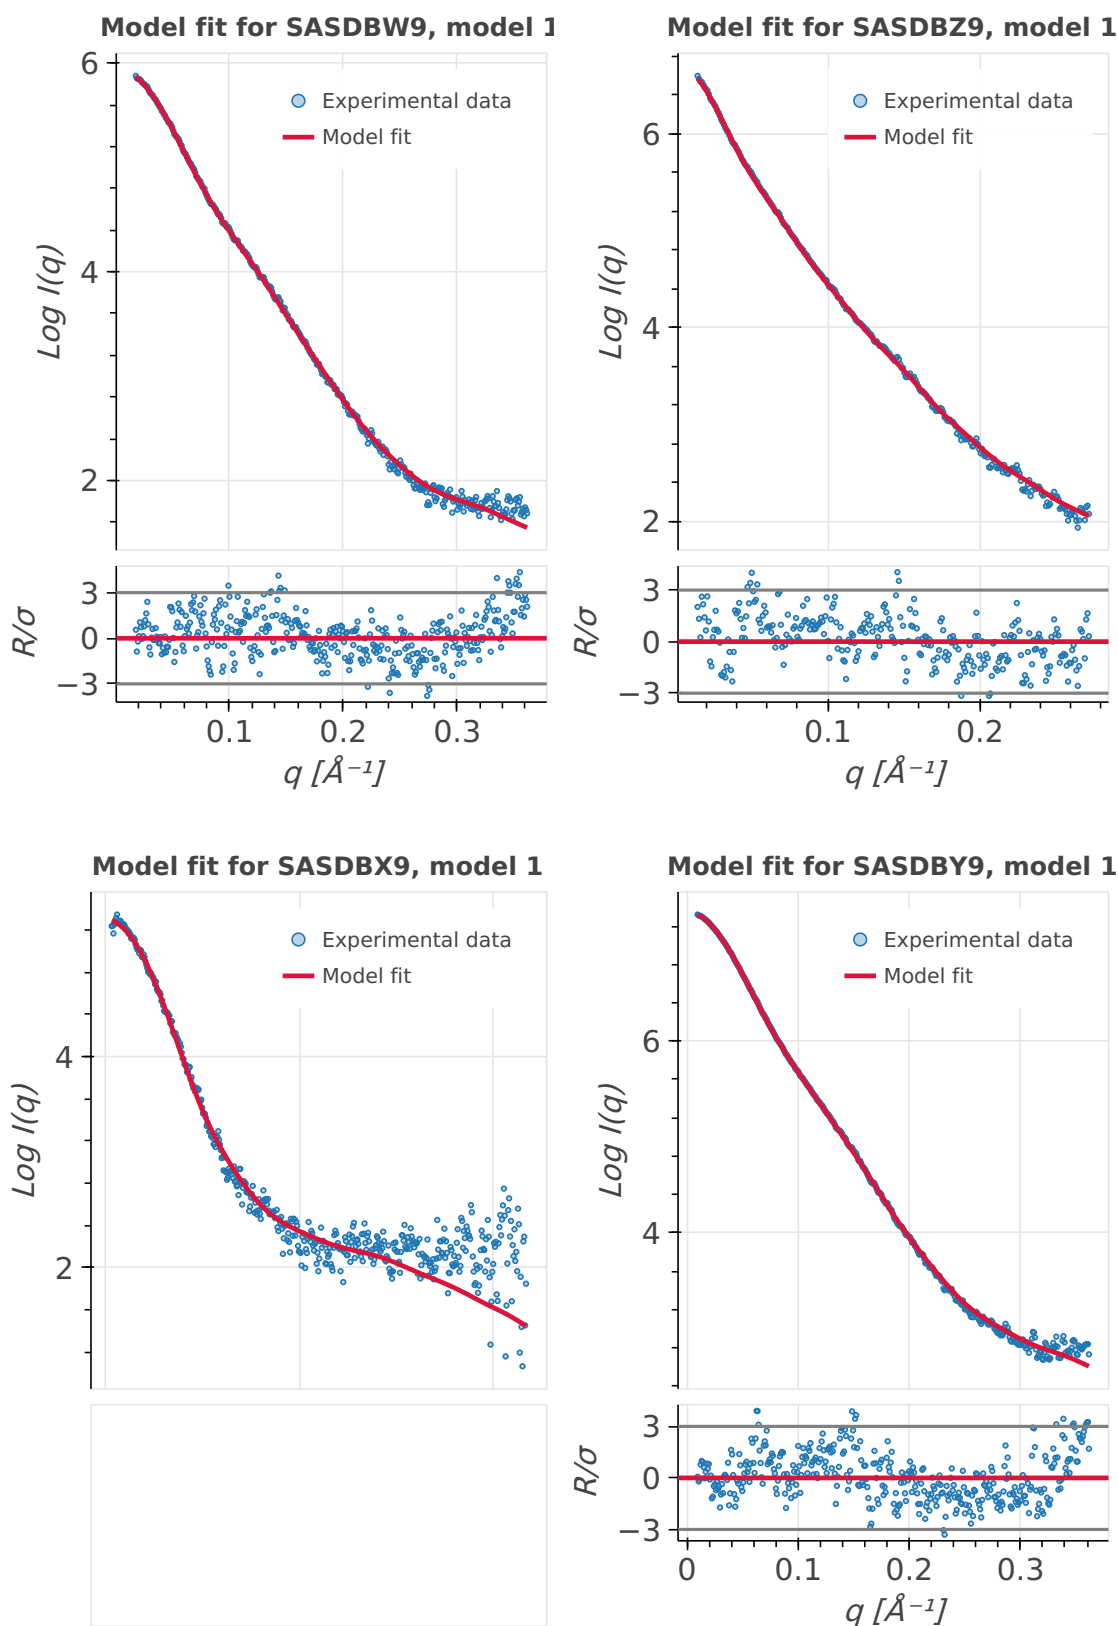 Model fit for SASDBW9, model 1
6
4
2
Log I(q)
Experimental data
Model fit
3
0
−3
R/σ
0.1 0.2 0.3
q [Å⁻¹]
Model fit for SASDBZ9, model 1
6
4
2
Log I(q)
Experimental data
Model fit
3
0
−3
R/σ
0.1 0.2
q [Å⁻¹]
Model fit for SASDBX9, model 1
4
2
Log I(q)
Experimental data
Model fit
Model fit for SASDBY9, model 1
6
4
Log I(q)
Experimental data
Model fit
3
0
−3
R/σ
0 0.1 0.2 0.3
q [Å⁻¹]